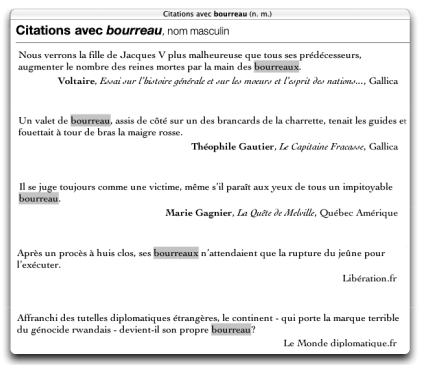 Citations avec bourreau (n. m.)
Citations avec bourreau, nom masculin
Nous verrons la fille de Jacques V plus malheureuse que tous ses prédécesseurs,
augmenter le nombre des reines mortes par la main des bourreaux.
Voltaire, Essai sur l'histoire générale et sur les mœurs et l'esprit des nations..., Gallica
Un valet de bourreau, assis de côté sur un des brancards de la charrette, tenait les guides et
fouettait à tour de bras la maigre rosse.
Théophile Gautier, Le Capitaine Fracasse, Gallica
Il se juge toujours comme une victime, même s'il paraît aux yeux de tous un impitoyable
bourreau.
Marie Gagnier, La Quête de Melville, Québec Amérique
Après un procès à huis clos, ses bourreaux n'attendaient que la rupture du jeûne pour
l'exécuter.
Libération.fr
Affranchi des tutelles diplomatiques étrangères, le continent - qui porte la marque terrible
du génocide rwandais - devient-il son propre bourreau?
Le Monde diplomatique.fr